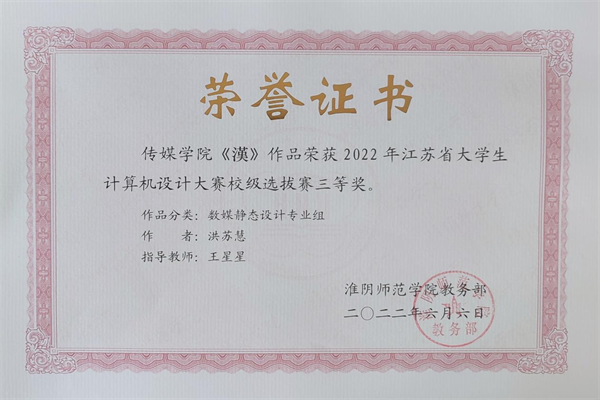 荣誉证书
传媒学院《漢》作品荣获2022年江苏省大学生
计算机设计大赛校级选拔赛三等奖。
作品分类：数媒静态设计专业组
作　　者：洪苏慧
指导教师：王星星
淮阴师范学院教务部
二〇二二年六月六日
教务部